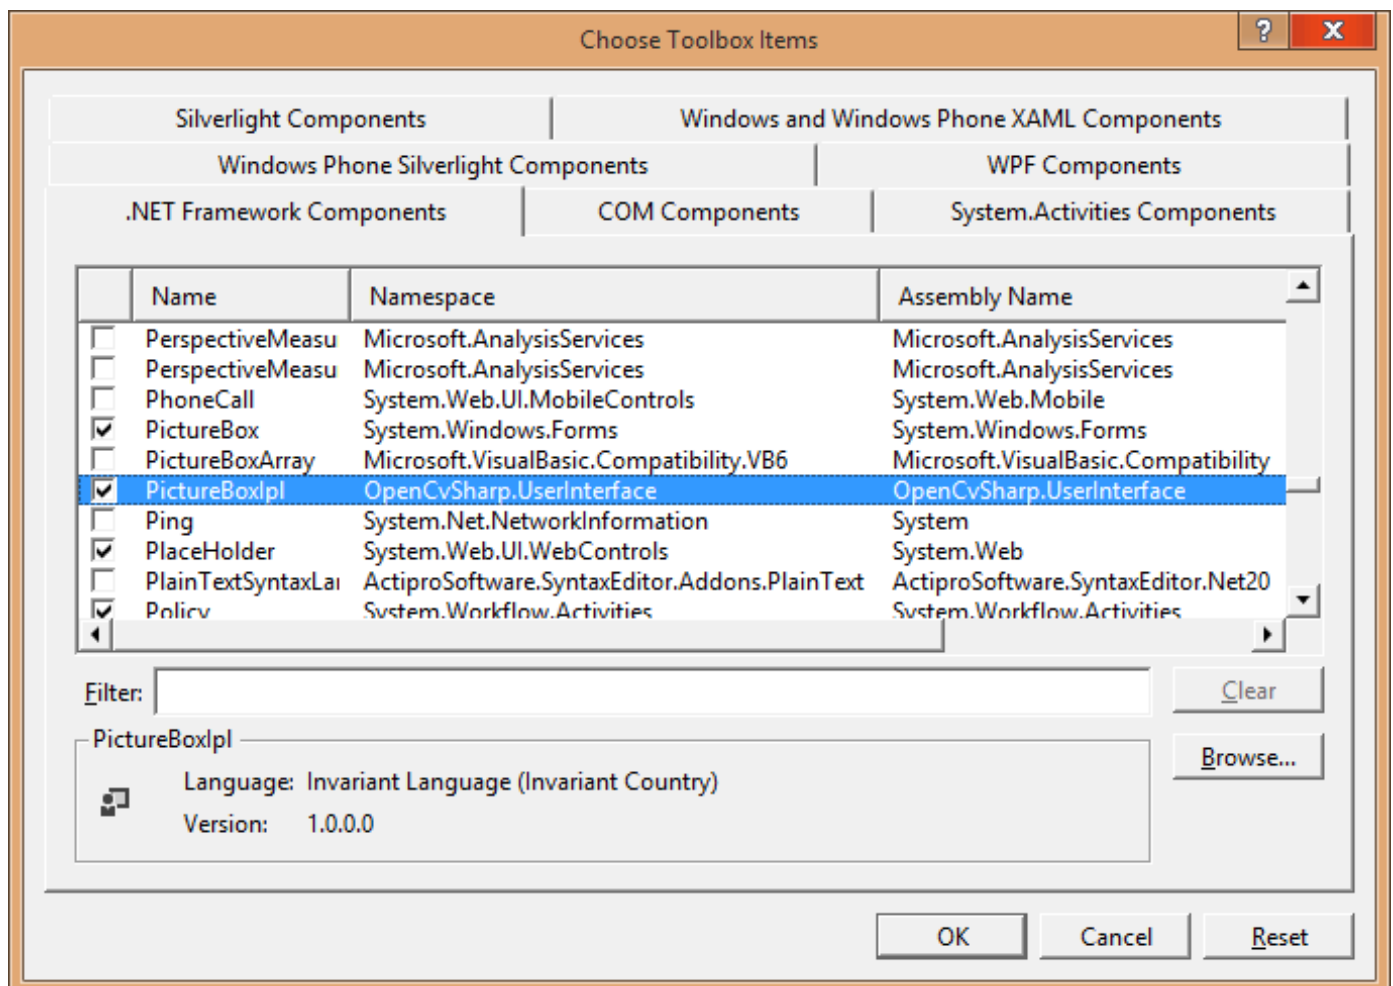 Choose Toolbox Items ? X
Silverlight Components Windows and Windows Phone XAML Components
Windows Phone Silverlight Components WPF Components
.NET Framework Components COM Components System.Activities Components
Name Namespace Assembly Name
PerspectiveMeasu Microsoft.AnalysisServices Microsoft.AnalysisServices
PerspectiveMeasu Microsoft.AnalysisServices Microsoft.AnalysisServices
PhoneCall System.Web.UI.MobileControls System.Web.Mobile
PictureBox System.Windows.Forms System.Windows.Forms
PictureBoxArray Microsoft.VisualBasic.Compatibility.VB6 Microsoft.VisualBasic.Compatibility
PictureBoxIpl OpenCvSharp.UserInterface OpenCvSharp.UserInterface
Ping System.Net.NetworkInformation System
PlaceHolder System.Web.UI.WebControls System.Web
PlainTextSyntaxLa ActiproSoftware.SyntaxEditor.Addons.PlainText ActiproSoftware.SyntaxEditor.Net20
Policy System.Workflow.Activities System.Workflow.Activities
Filter: Clear
PictureBoxIpl
Browse...
Language: Invariant Language (Invariant Country)
Version: 1.0.0.0
OK Cancel Reset